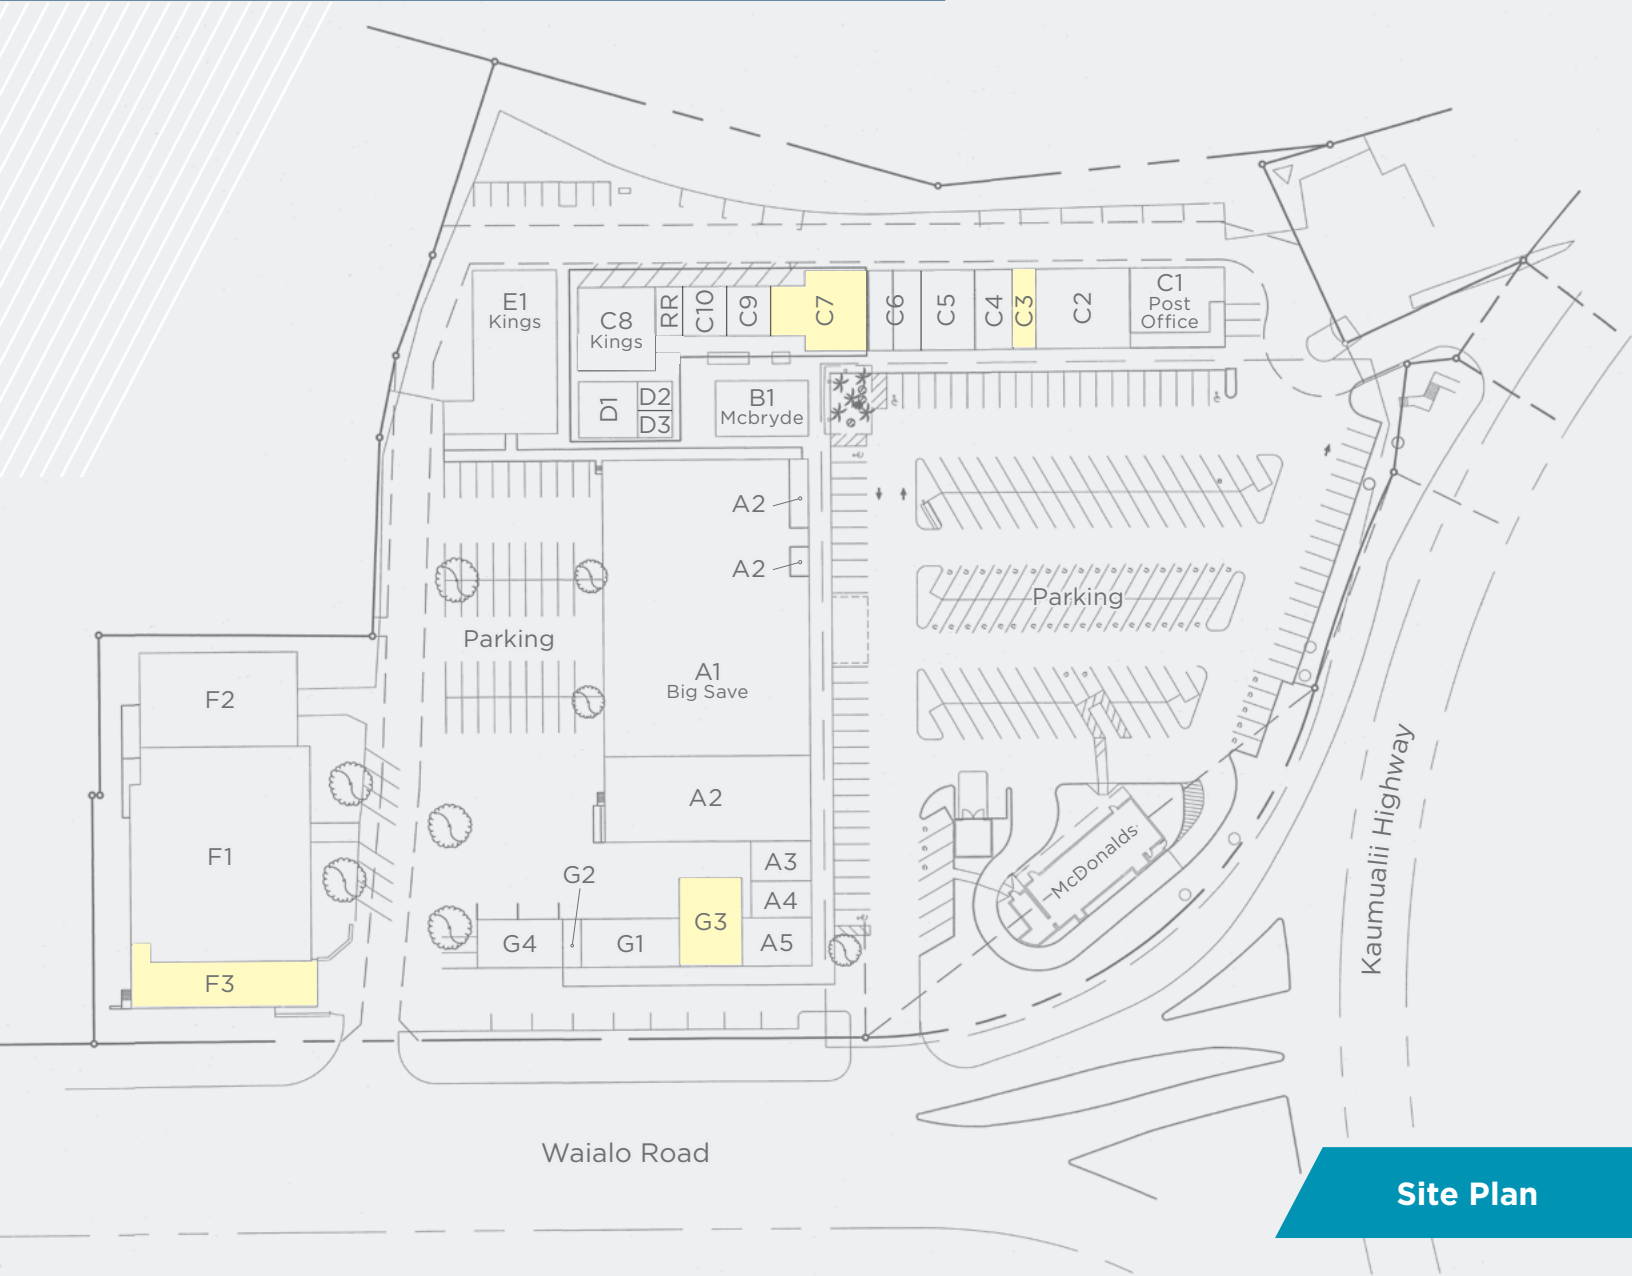 E1
Kings
C8
Kings
RR
C10
C9
C7
C6
C5
C4
C3
C2
C1
Post
Office
D1
D2
D3
B1
Mcbryde
A2
A2
Parking
Parking
A1
Big Save
F2
A2
F1
McDonalds
Kaumualii Highway
A3
G2
A4
G3
G4
G1
A5
F3
Waialo Road
Site Plan